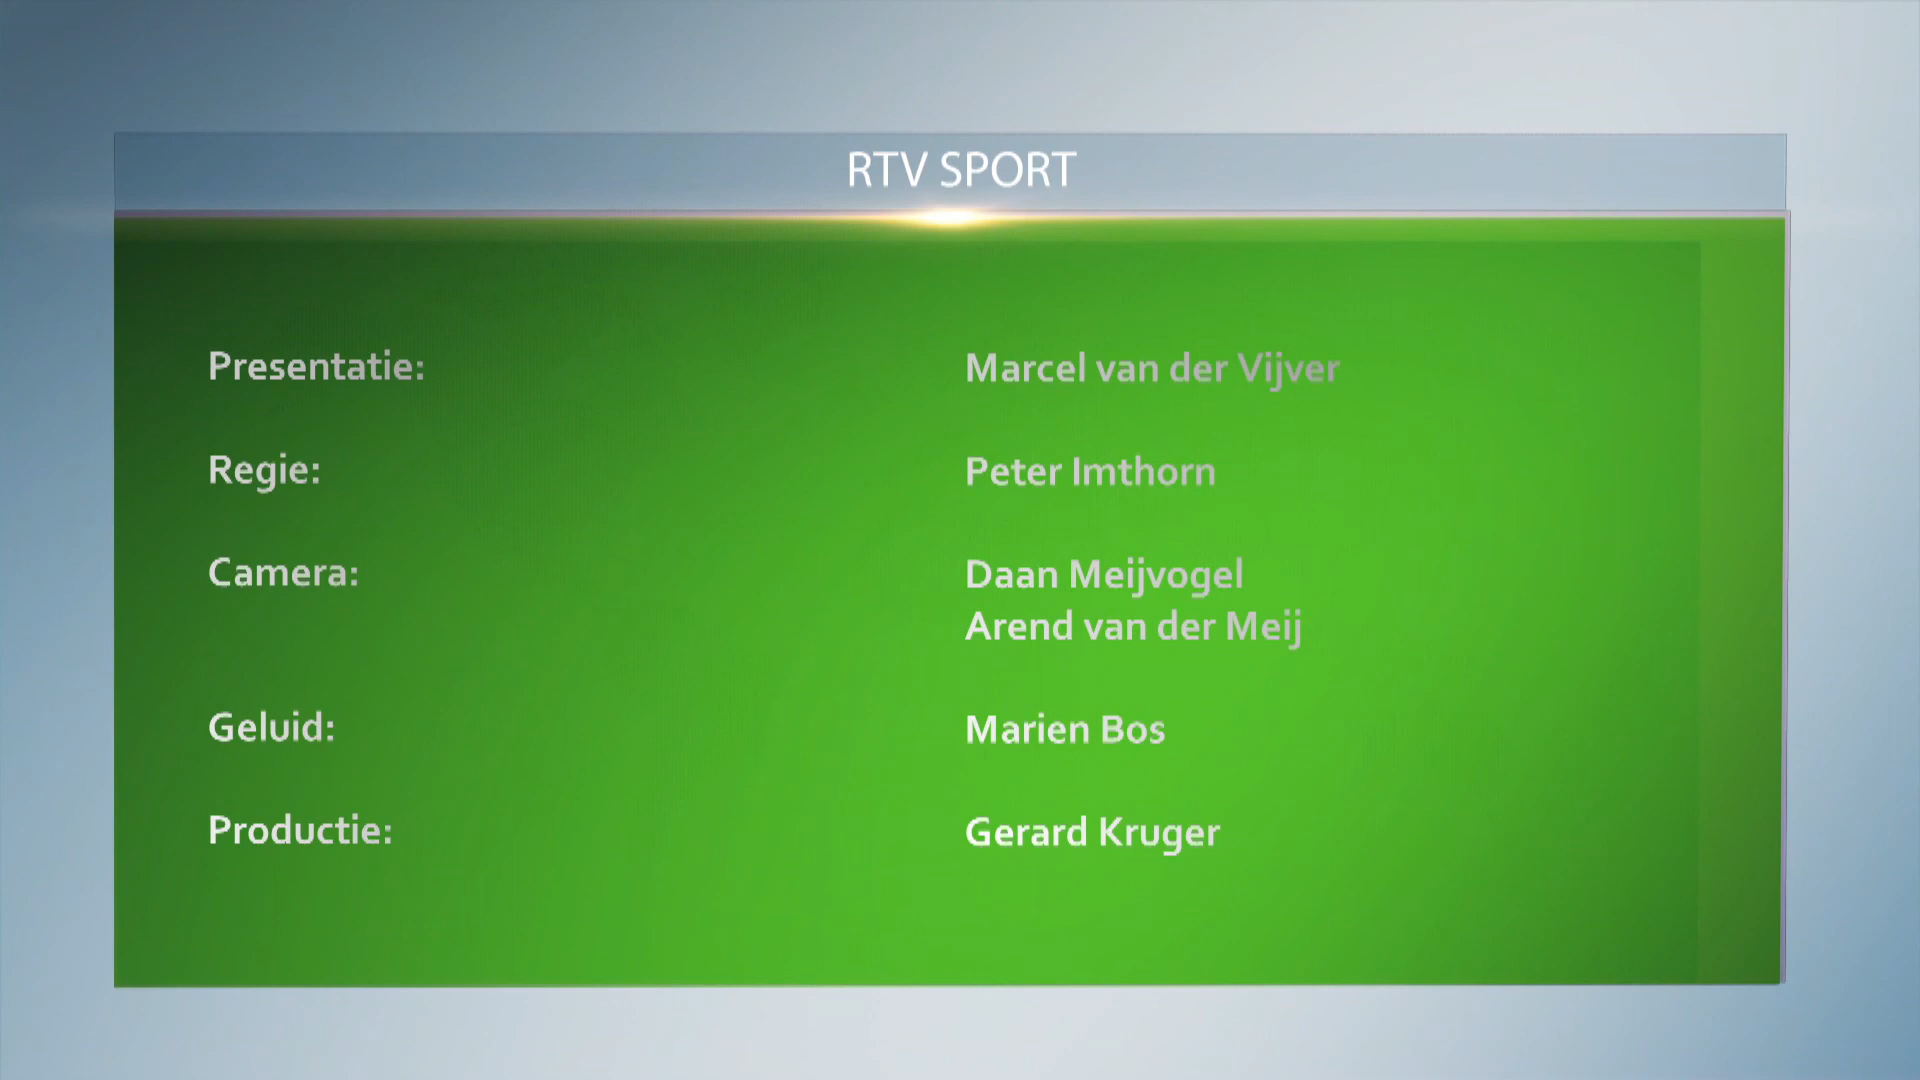 RTV SPORT
Presentatie: Marcel van der Vijver
Regie: Peter Imthorn
Camera: Daan Meijvogel
Arend van der Meij
Geluid: Marien Bos
Productie: Gerard Kruger